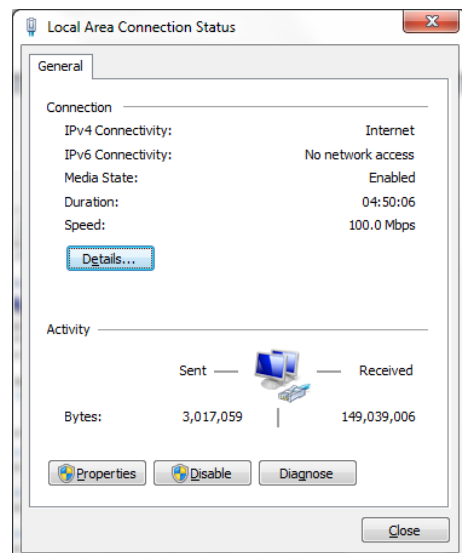 Local Area Connection Status
General
Connection
IPv4 Connectivity: Internet
IPv6 Connectivity: No network access
Media State: Enabled
Duration: 04:50:06
Speed: 100.0 Mbps
Details...
Activity
Sent Received
Bytes: 3,017,059 149,039,006
Properties Disable Diagnose
Close